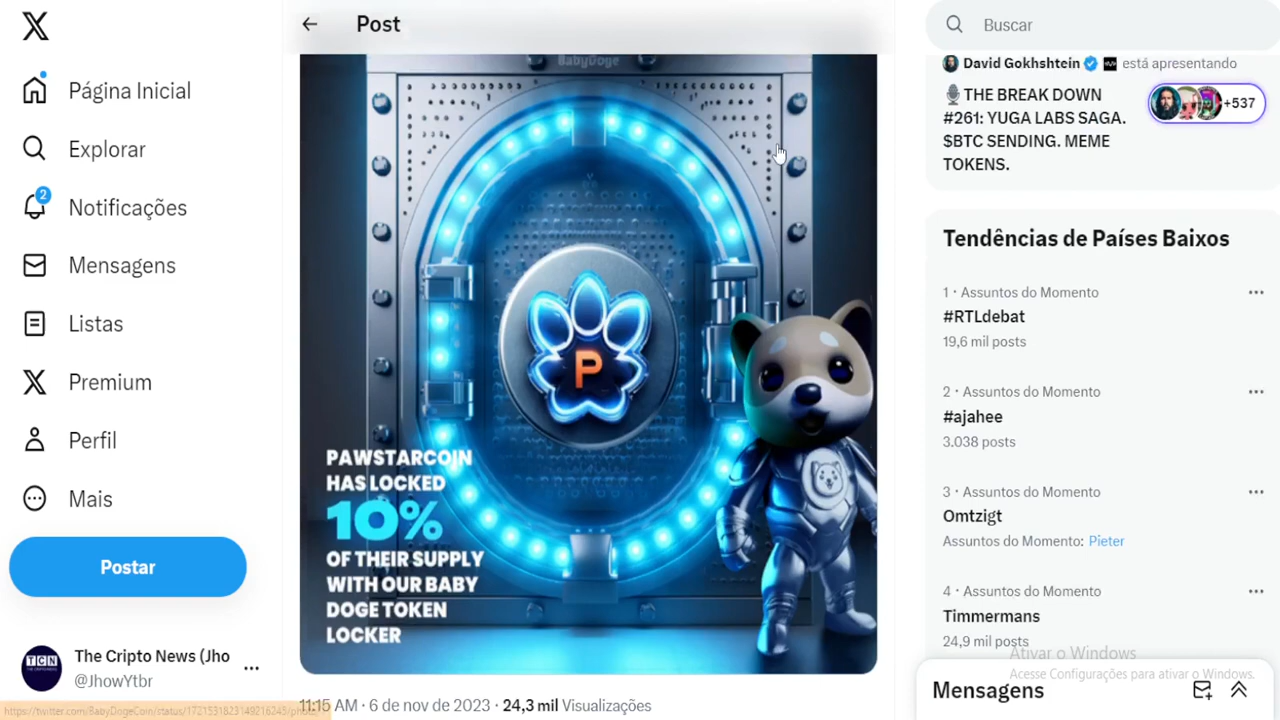 X
Página Inicial
Explorar
2
Notificações
Mensagens
Listas
Premium
Perfil
Mais
Postar
TCN
The Cripto News (Jho
@JhowYtbr
Post
BabyDoge
P
PAWSTARCOIN
HAS LOCKED
10%
OF THEIR SUPPLY
WITH OUR BABY
DOGE TOKEN
LOCKER
11:15 AM · 6 de nov de 2023 · 24,3 mil Visualizações
Buscar
David Gokhshtein está apresentando
THE BREAK DOWN
#261: YUGA LABS SAGA.
$BTC SENDING. MEME
TOKENS.
+537
Tendências de Países Baixos
1 · Assuntos do Momento
#RTLdebat
19,6 mil posts
2 · Assuntos do Momento
#ajahee
3.038 posts
3 · Assuntos do Momento
Omtzigt
Assuntos do Momento: Pieter
4 · Assuntos do Momento
Timmermans
24,9 mil posts
Ativar o Windows
Acesse Configurações para ativar o Windows.
Mensagens